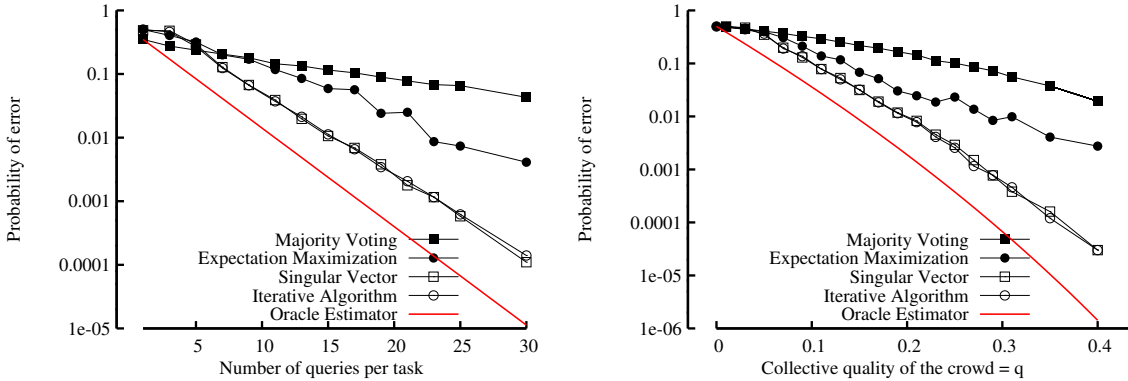 1
0.1
0.01
0.001
0.0001
1e-05
Probability of error
Majority Voting
Expectation Maximization
Singular Vector
Iterative Algorithm
Oracle Estimator
5 10 15 20 25 30
Number of queries per task
1
0.1
0.01
0.001
0.0001
1e-05
1e-06
Probability of error
Majority Voting
Expectation Maximization
Singular Vector
Iterative Algorithm
Oracle Estimator
0 0.1 0.2 0.3 0.4
Collective quality of the crowd = q